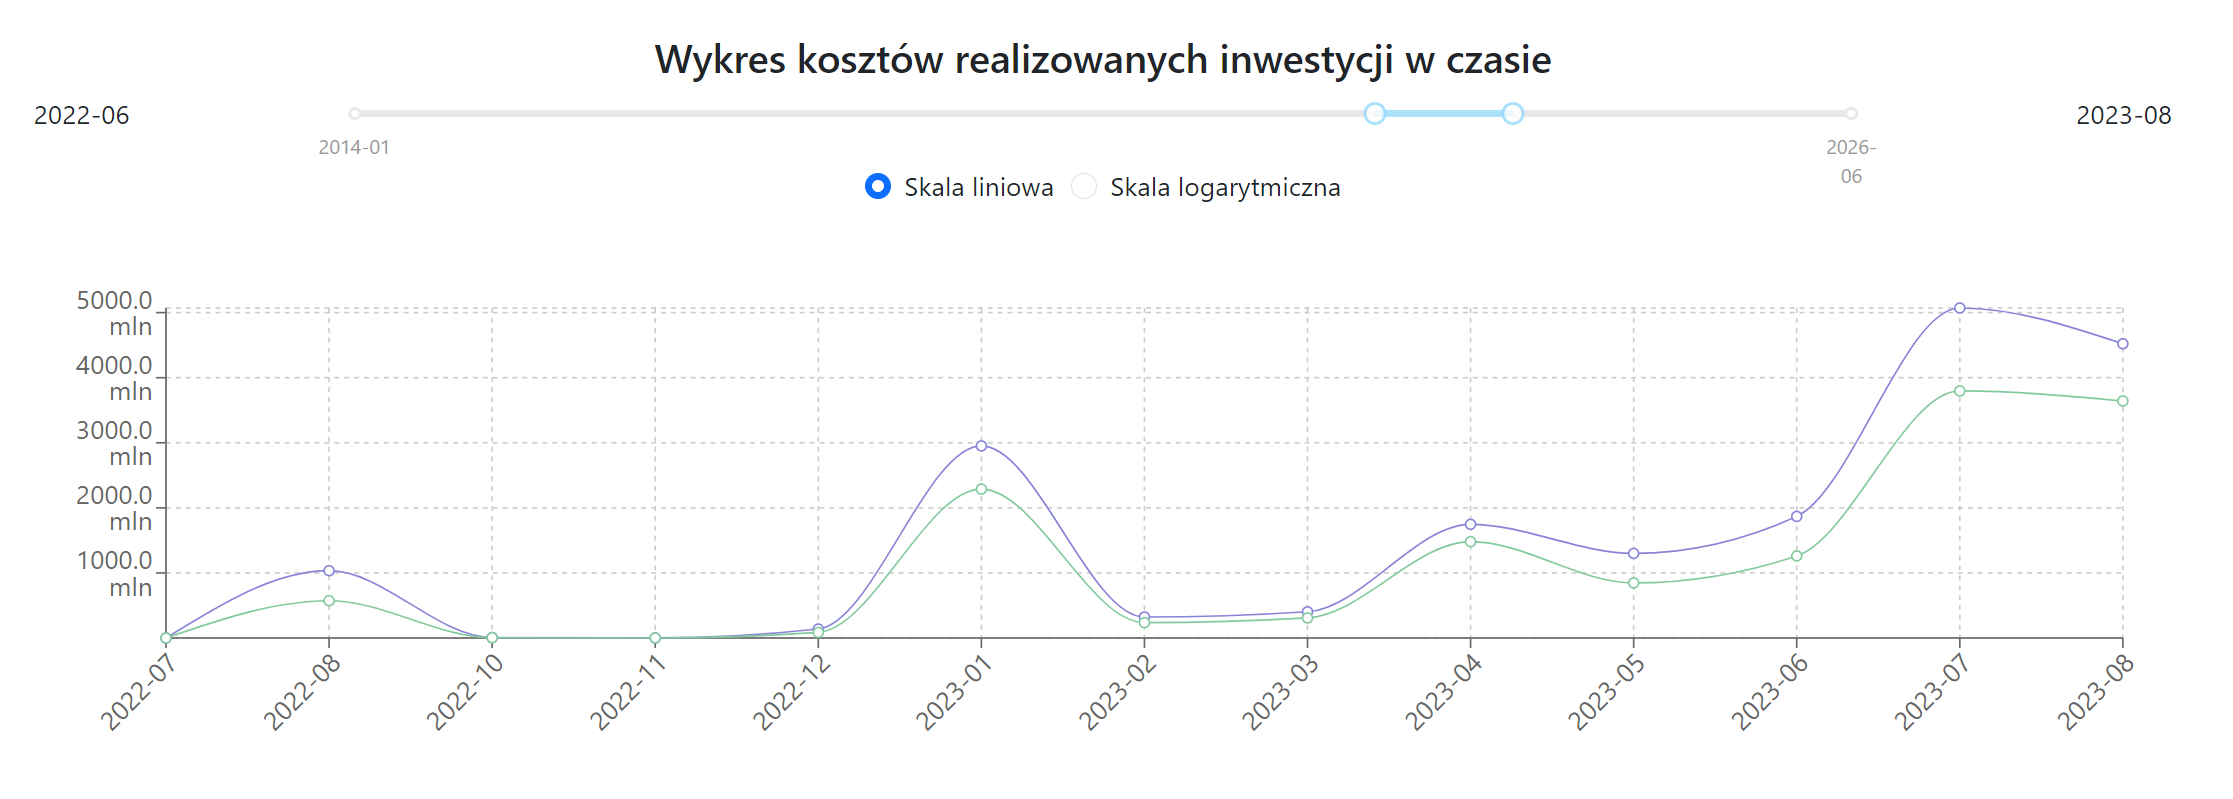 Wykres kosztów realizowanych inwestycji w czasie
2022-06
2023-08
2014-01
2026-
06
Skala liniowa
Skala logarytmiczna
5000.0
mln
4000.0
mln
3000.0
mln
2000.0
mln
1000.0
mln
2022-07
2022-08
2022-10
2022-11
2022-12
2023-01
2023-02
2023-03
2023-04
2023-05
2023-06
2023-07
2023-08